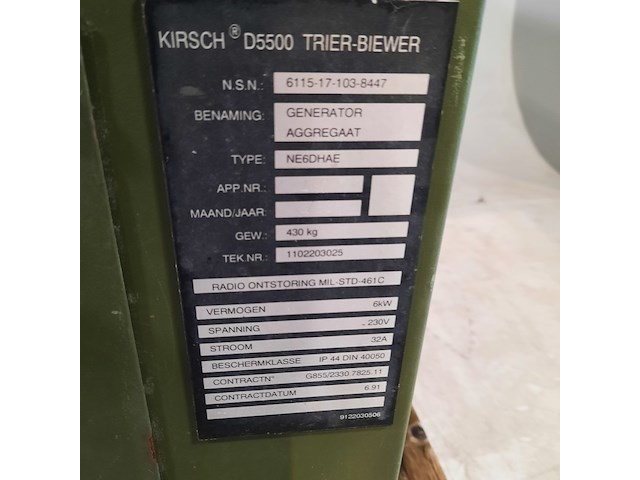 KIRSCH ® D5500 TRIER-BIEWER
N.S.N.: 6115-17-103-8447
BENAMING: GENERATOR
AGGREGAAT
TYPE: NE6DHAE
APP.NR.:
MAAND/JAAR:
GEW.: 430 kg
TEK.NR.: 1102203025
RADIO ONTSTORING MIL-STD-461C
VERMOGEN 6kW
SPANNING ~ 230V
STROOM 32A
BESCHERMKLASSE IP 44 DIN 40050
CONTRACTN° G855/2330.7825.11
CONTRACTDATUM 6.91
9122030506